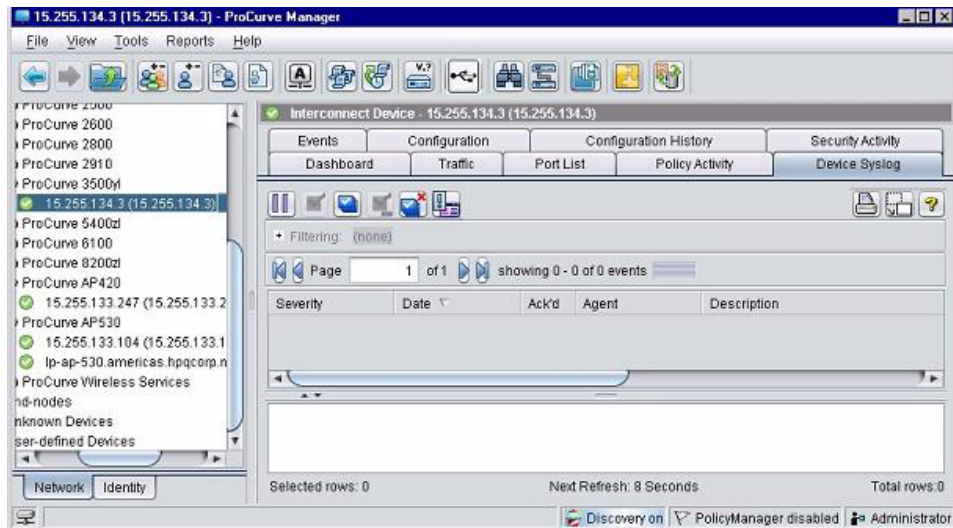 15.255.134.3 (15.255.134.3) - ProCurve Manager
File View Tools Reports Help
ProCurve 2500
ProCurve 2600
ProCurve 2800
ProCurve 2910
ProCurve 3500yl
15.255.134.3 (15.255.134.3)
ProCurve 5400zl
ProCurve 6100
ProCurve 8200zl
ProCurve AP420
15.255.133.247 (15.255.133.2
ProCurve AP530
15.255.133.104 (15.255.133.1
lp-ap-530.americas.hpqcorp.n
ProCurve Wireless Services
nd-nodes
nknown Devices
ser-defined Devices
Network Identity
Interconnect Device - 15.255.134.3 (15.255.134.3)
Events Configuration Configuration History Security Activity
Dashboard Traffic Port List Policy Activity Device Syslog
Filtering: (none)
Page 1 of 1 showing 0 - 0 of 0 events
Severity Date Ack'd Agent Description
Selected rows: 0 Next Refresh: 8 Seconds Total rows:0
Discovery on PolicyManager disabled Administrator